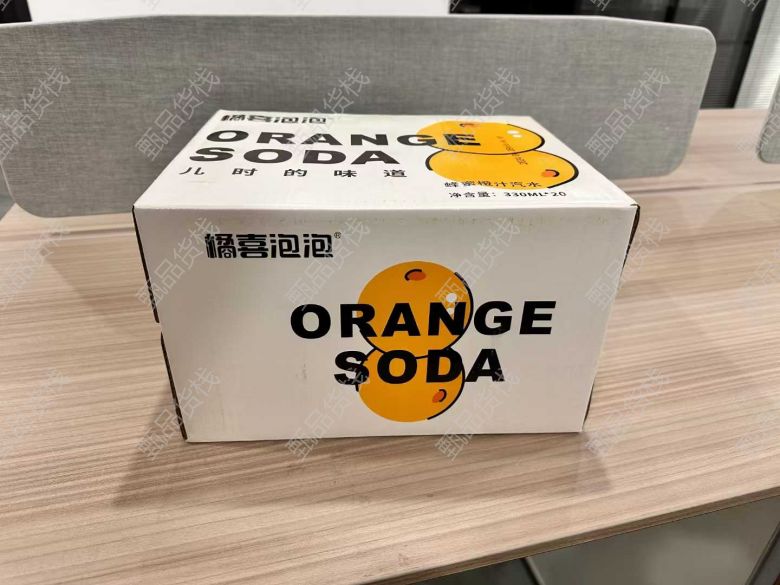 橘喜泡泡
ORANGE
SODA
儿时的味道
蜂蜜橙汁汽水
净含量：330ML*20
橘喜泡泡®
ORANGE
SODA
甄品货栈